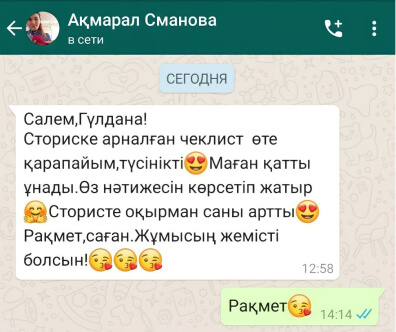 Ақмарал Сманова
в сети
СЕГОДНЯ
Салем,Гүлдана!
Сториске арналған чеклист өте
қарапайым,түсінікті😍Маған қатты
ұнады.Өз нәтижесін көрсетіп жатыр
🤗Стористе оқырман саны артты😍
Рақмет,саған.Жұмысың жемісті
болсын!😘😘😘
12:58
Рақмет😘
14:14